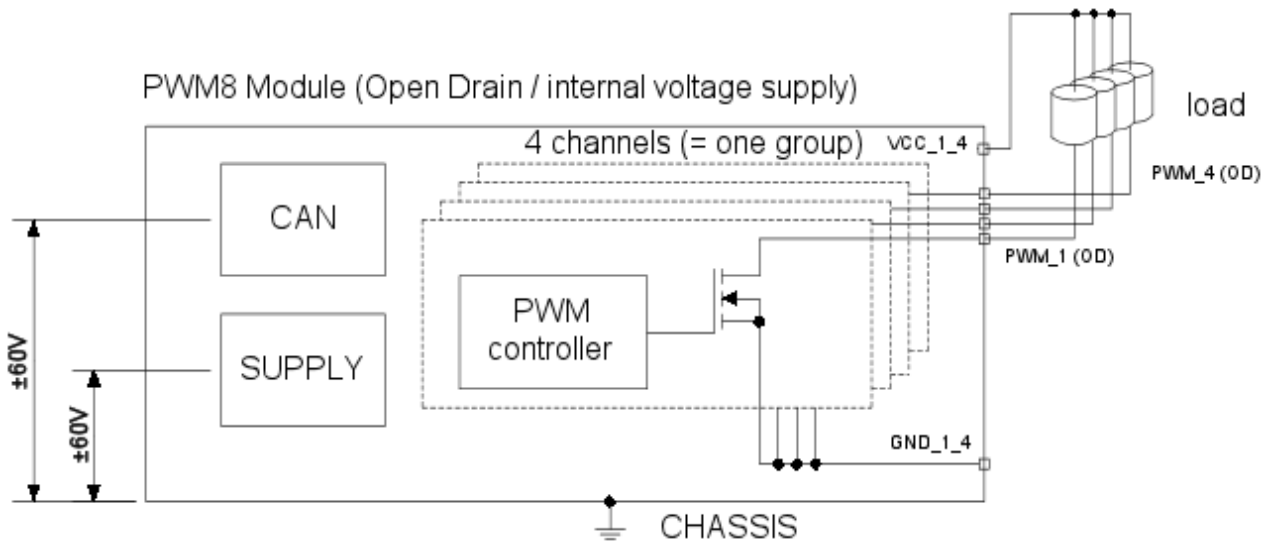 PWM8 Module (Open Drain / internal voltage supply)
load
4 channels (= one group)
VCC_1_4
PWM_4 (OD)
CAN
PWM_1 (OD)
PWM
controller
SUPPLY
±60V
±60V
GND_1_4
CHASSIS